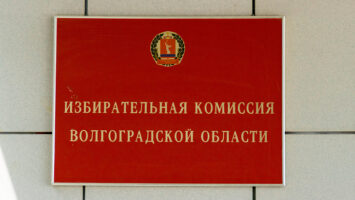 ИЗБИРАТЕЛЬНАЯ КОМИССИЯ
ВОЛГОГРАДСКОЙ ОБЛАСТИ